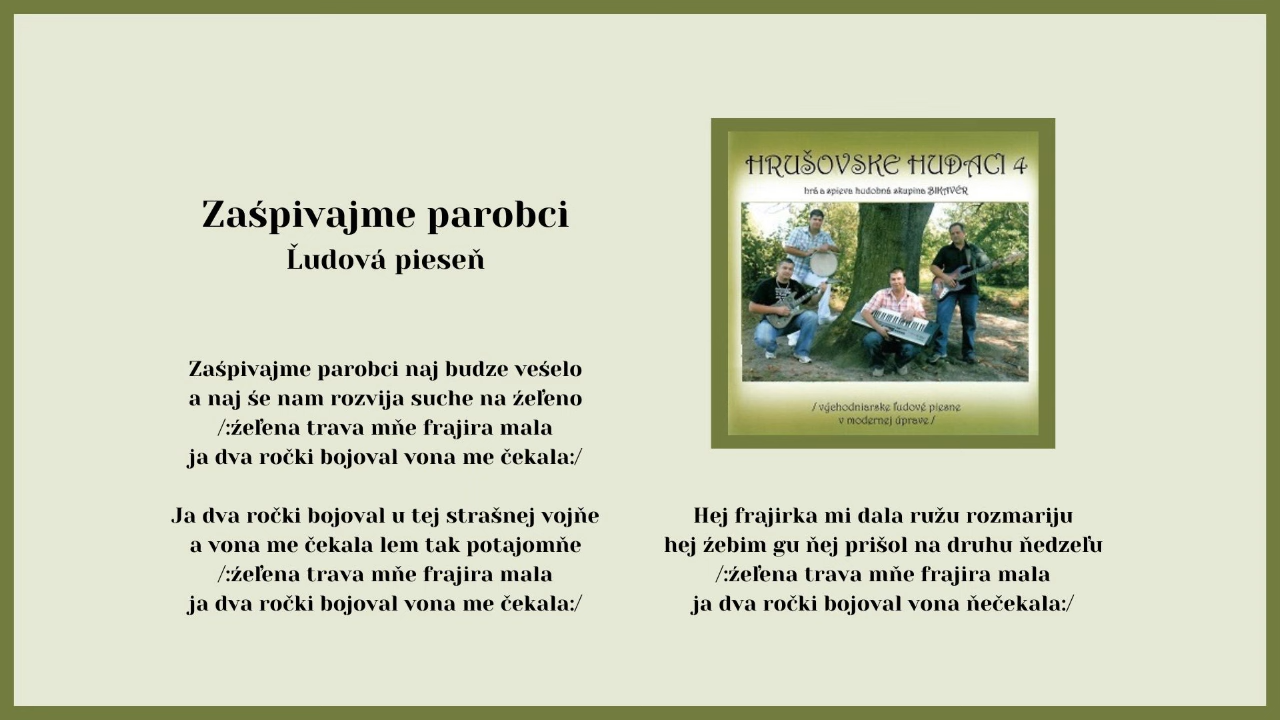 Zaśpivajme parobci
Ľudová pieseň
Zaśpivajme parobci naj budze veśelo
a naj śe nam rozvija suche na źeľeno
/:źeľena trava mňe frajira mala
ja dva ročki bojoval vona me čekala:/
Ja dva ročki bojoval u tej strašnej vojňe
a vona me čekala lem tak potajomňe
/:źeľena trava mňe frajira mala
ja dva ročki bojoval vona me čekala:/
HRUŠOVSKE HUDACI 4
hrá a spieva hudobná skupina BIKAVÉR
/ východniarske ľudové piesne
v modernej úprave /
Hej frajirka mi dala ružu rozmariju
hej źebim gu ňej prišol na druhu ňedzeľu
/:źeľena trava mňe frajira mala
ja dva ročki bojoval vona ňečekala:/